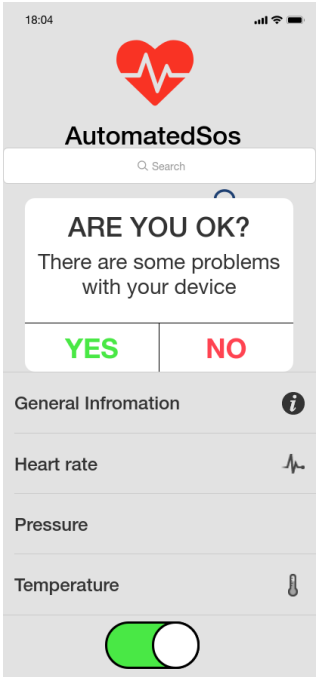 18:04
AutomatedSos
Search
ARE YOU OK?
There are some problems
with your device
YES NO
General Infromation
Heart rate
Pressure
Temperature